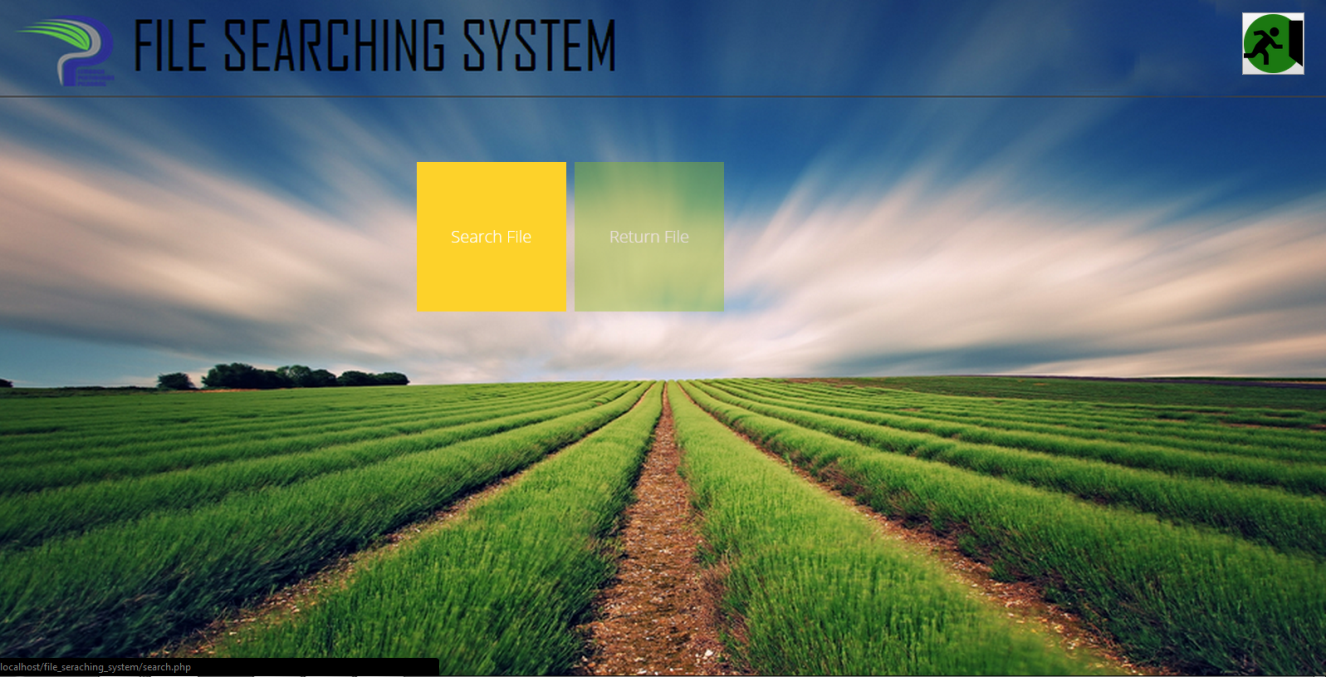 FILE SEARCHING SYSTEM
Search File
Return File
localhost/file_seraching_system/search.php